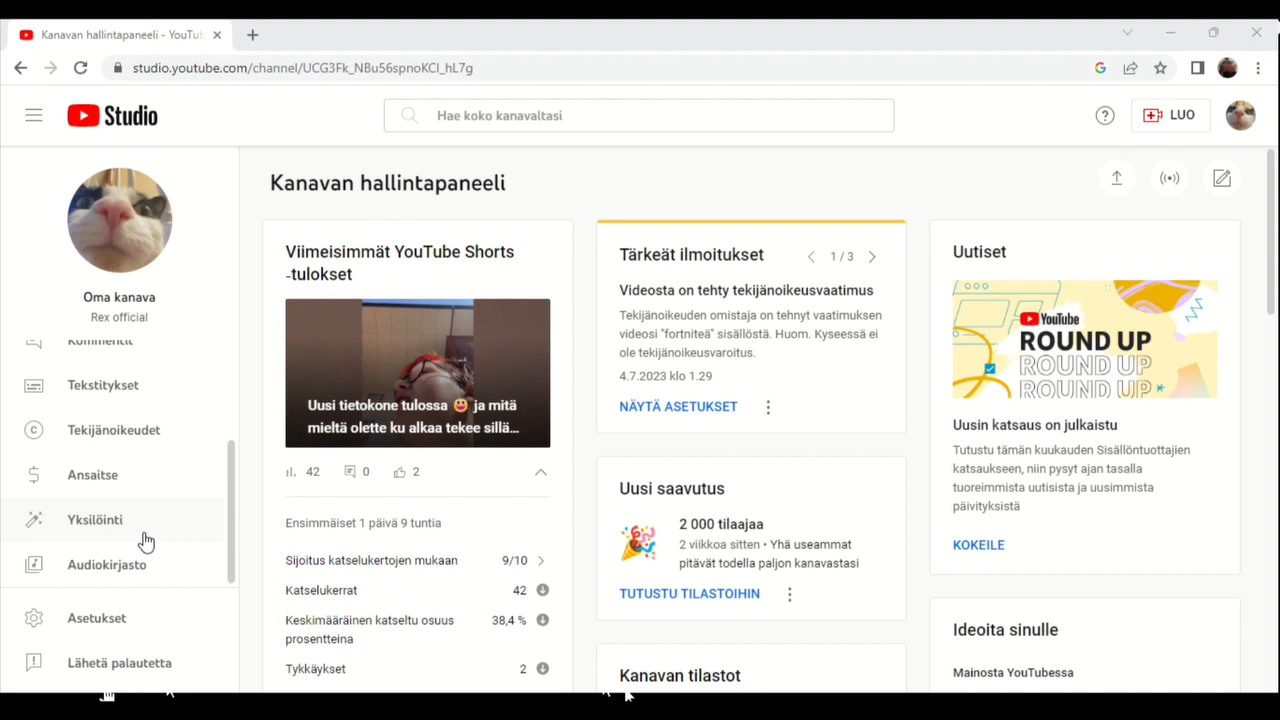 Kanavan hallintapaneeli - YouTub
studio.youtube.com/channel/UCG3Fk_NBu56spnoKCI_hL7g
Studio
Hae koko kanavaltasi
LUO
Oma kanava
Rex official
Kommentit
Tekstitykset
Tekijänoikeudet
Ansaitse
Yksilöinti
Audiokirjasto
Asetukset
Lähetä palautetta
Kanavan hallintapaneeli
Viimeisimmät YouTube Shorts
-tulokset
Uusi tietokone tulossa 😀 ja mitä
mieltä olette ku alkaa tekee sillä...
42 0 2
Ensimmäiset 1 päivä 9 tuntia
Sijoitus katselukertojen mukaan 9/10
Katselukerrat 42
Keskimääräinen katseltu osuus 38,4 %
prosentteina
Tykkäykset 2
Tärkeät ilmoitukset 1 / 3
Videosta on tehty tekijänoikeusvaatimus
Tekijänoikeuden omistaja on tehnyt vaatimuksen
videosi "fortniteä" sisällöstä. Huom. Kyseessä ei
ole tekijänoikeusvaroitus.
4.7.2023 klo 1.29
NÄYTÄ ASETUKSET
Uusi saavutus
2 000 tilaajaa
2 viikkoa sitten • Yhä useammat
pitävät todella paljon kanavastasi
TUTUSTU TILASTOIHIN
Kanavan tilastot
Uutiset
YouTube
ROUND UP
ROUND UP
ROUND UP
Uusin katsaus on julkaistu
Tutustu tämän kuukauden Sisällöntuottajien
katsaukseen, niin pysyt ajan tasalla
tuoreimmista uutisista ja uusimmista
päivityksistä
KOKEILE
Ideoita sinulle
Mainosta YouTubessa